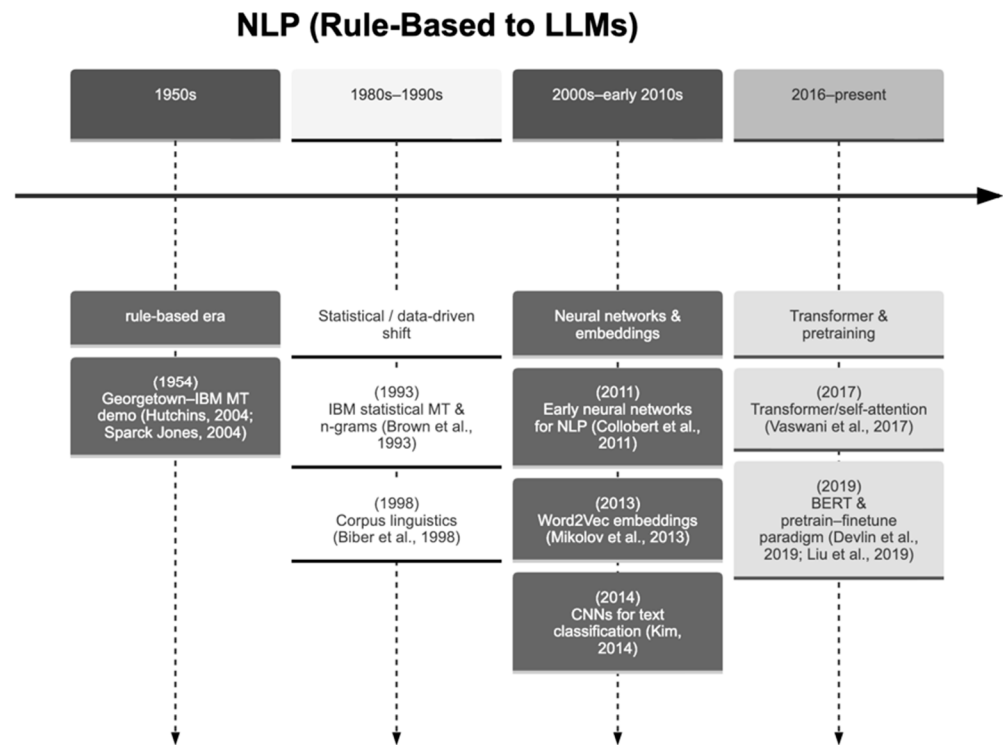 NLP (Rule-Based to LLMs)
1950s
1980s–1990s
2000s–early 2010s
2016–present
rule-based era
(1954)
Georgetown–IBM MT
demo (Hutchins, 2004;
Sparck Jones, 2004)
Statistical / data-driven
shift
(1993)
IBM statistical MT &
n-grams (Brown et al.,
1993)
(1998)
Corpus linguistics
(Biber et al., 1998)
Neural networks &
embeddings
(2011)
Early neural networks
for NLP (Collobert et al.,
2011)
(2013)
Word2Vec embeddings
(Mikolov et al., 2013)
(2014)
CNNs for text
classification (Kim,
2014)
Transformer &
pretraining
(2017)
Transformer/self-attention
(Vaswani et al., 2017)
(2019)
BERT &
pretrain–finetune
paradigm (Devlin et al.,
2019; Liu et al., 2019)